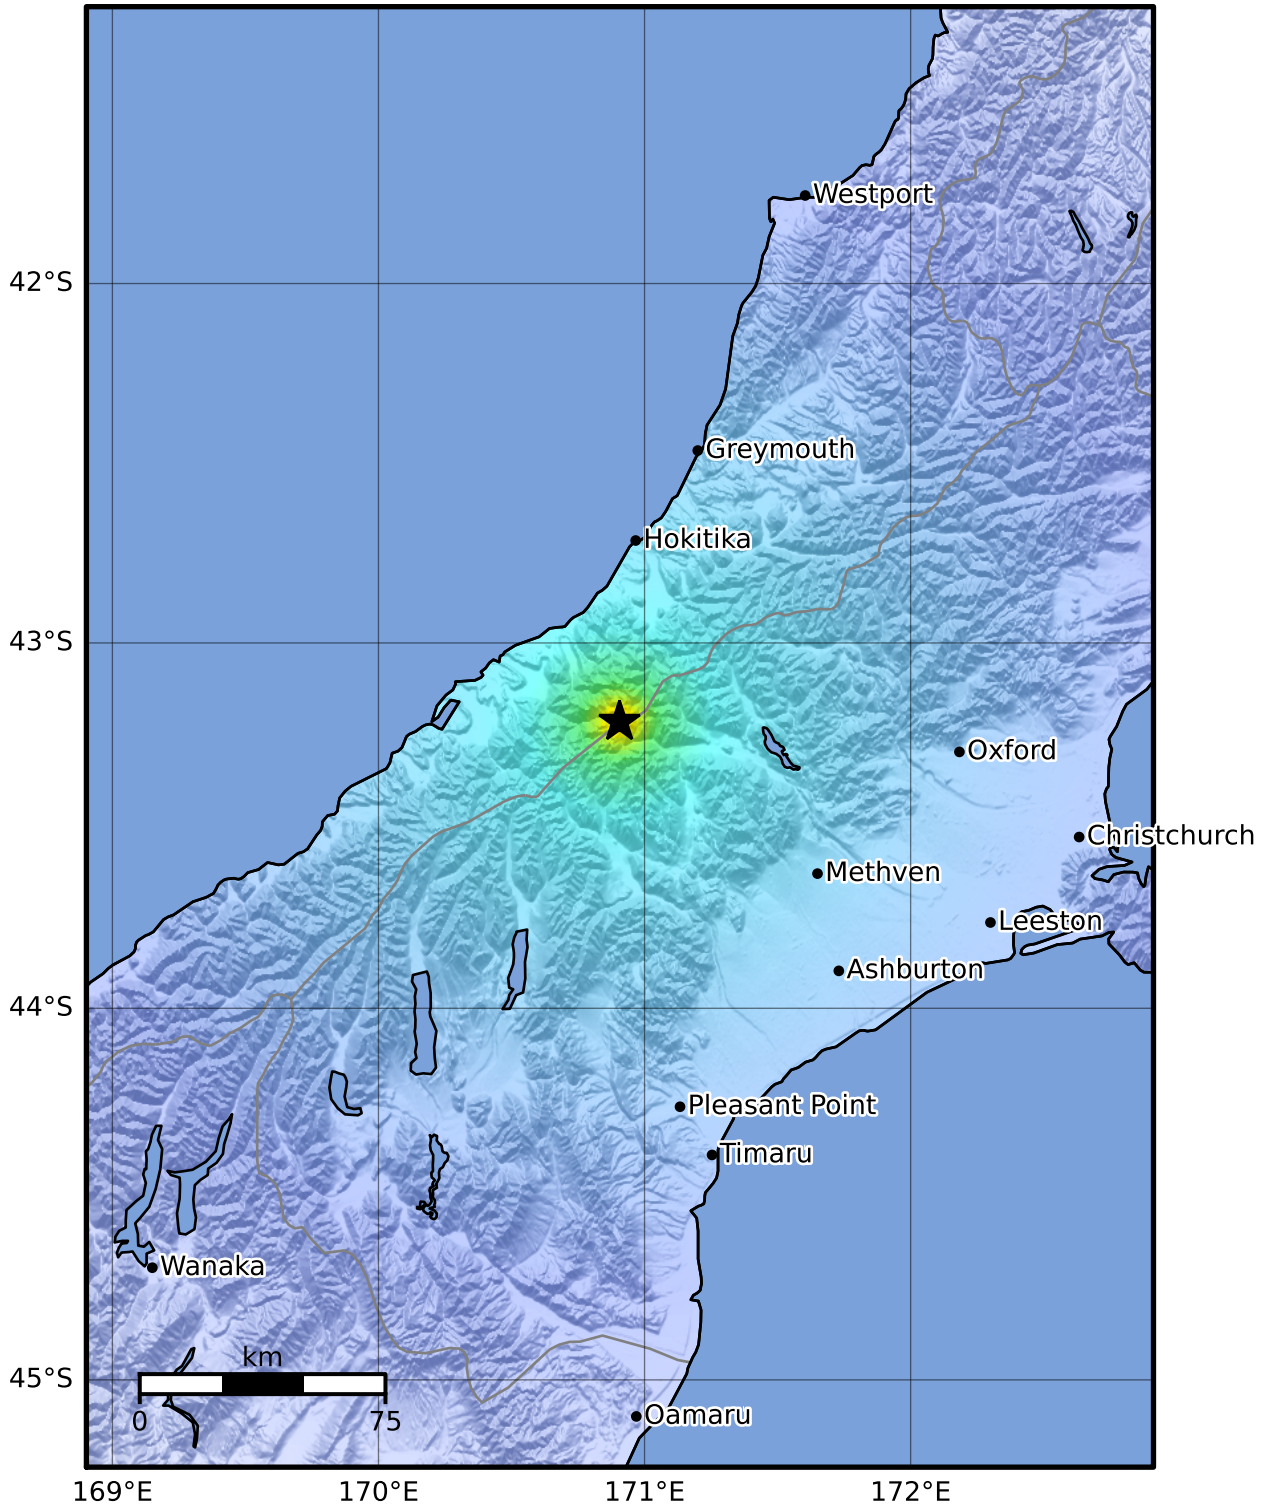 Westport
42°S
Greymouth
Hokitika
43°S
Oxford
Christchurch
Methven
Leeston
Ashburton
44°S
Pleasant Point
Timaru
Wanaka
km
45°S
0 75
Oamaru
169°E 170°E 171°E 172°E